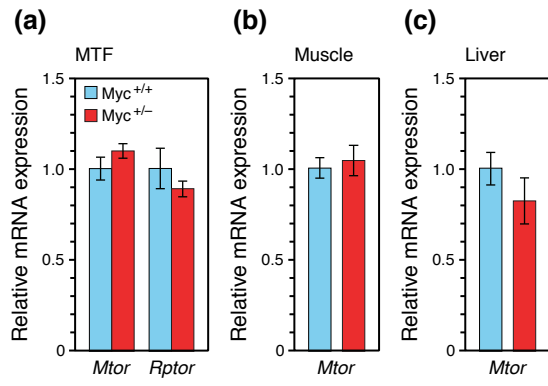 (a)
MTF
Relative mRNA expression
1.5
1.0
0.5
0
Myc+/+
Myc+/–
Mtor Rptor
(b)
Muscle
Relative mRNA expression
1.5
1.0
0.5
0
Mtor
(c)
Liver
Relative mRNA expression
1.5
1.0
0.5
0
Mtor